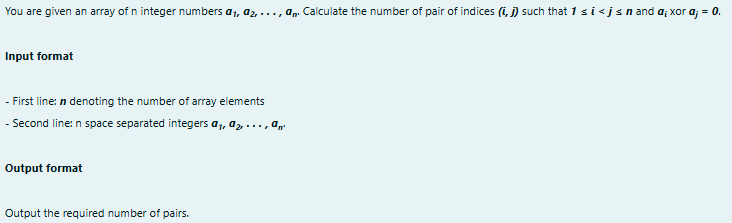 You are given an array of n integer numbers a₁, a₂, . . . , aₙ. Calculate the number of pair of indices (i, j) such that 1 ≤ i < j ≤ n and aᵢ xor aⱼ = 0.
Input format
- First line: n denoting the number of array elements
- Second line: n space separated integers a₁, a₂, . . . , aₙ.
Output format
Output the required number of pairs.